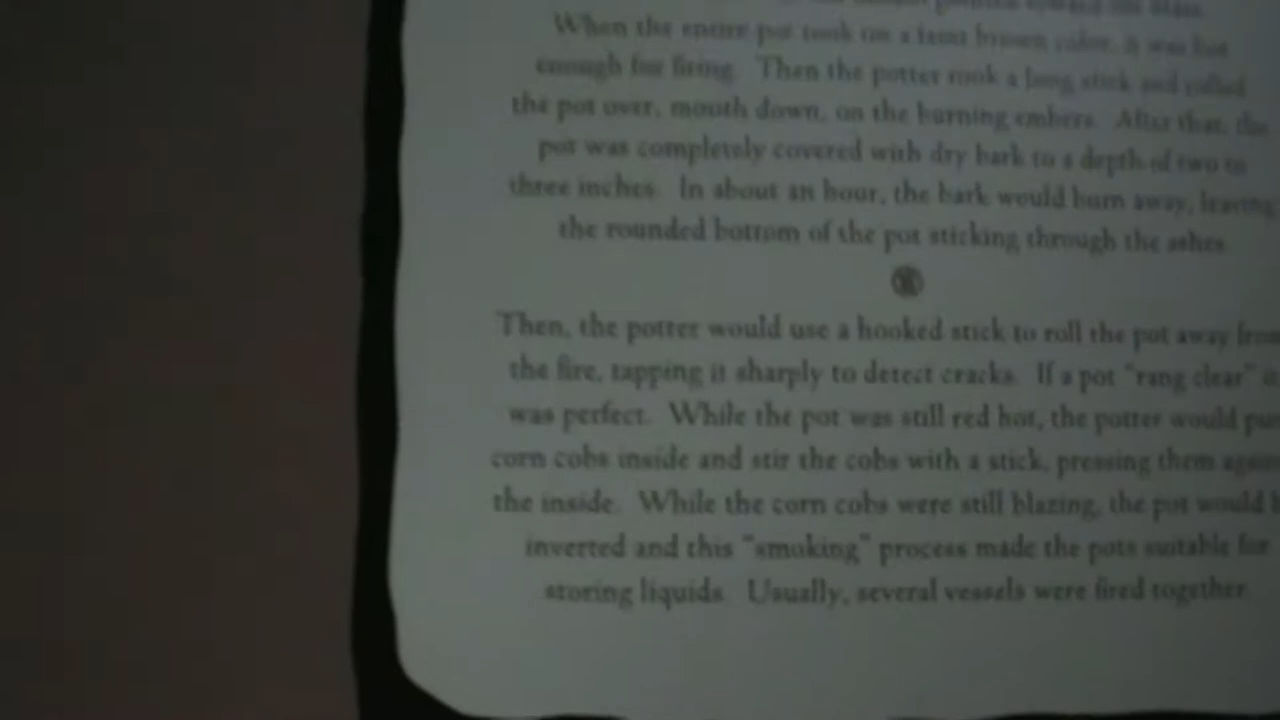 When the entire pot took on a faint brown color, it was hot
enough for firing. Then the potter took a long stick and rolled
the pot over, mouth down, on the burning embers. After that, the
pot was completely covered with dry bark to a depth of two to
three inches. In about an hour, the bark would burn away, leaving
the rounded bottom of the pot sticking through the ashes.
Then, the potter would use a hooked stick to roll the pot away from
the fire, tapping it sharply to detect cracks. If a pot "rang clear"
was perfect. While the pot was still red hot, the potter would
corn cobs inside and stir the cobs with a stick, pressing them
the inside. While the corn cobs were still blazing, the pot would
inverted and this "smoking" process made the pots suitable for
storing liquids. Usually, several vessels were fired together.